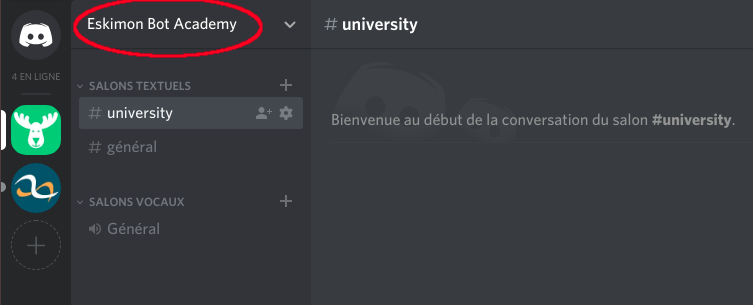 Eskimon Bot Academy
# university
4 EN LIGNE
SALONS TEXTUELS
# university
# général
SALONS VOCAUX
Général
Bienvenue au début de la conversation du salon #university.